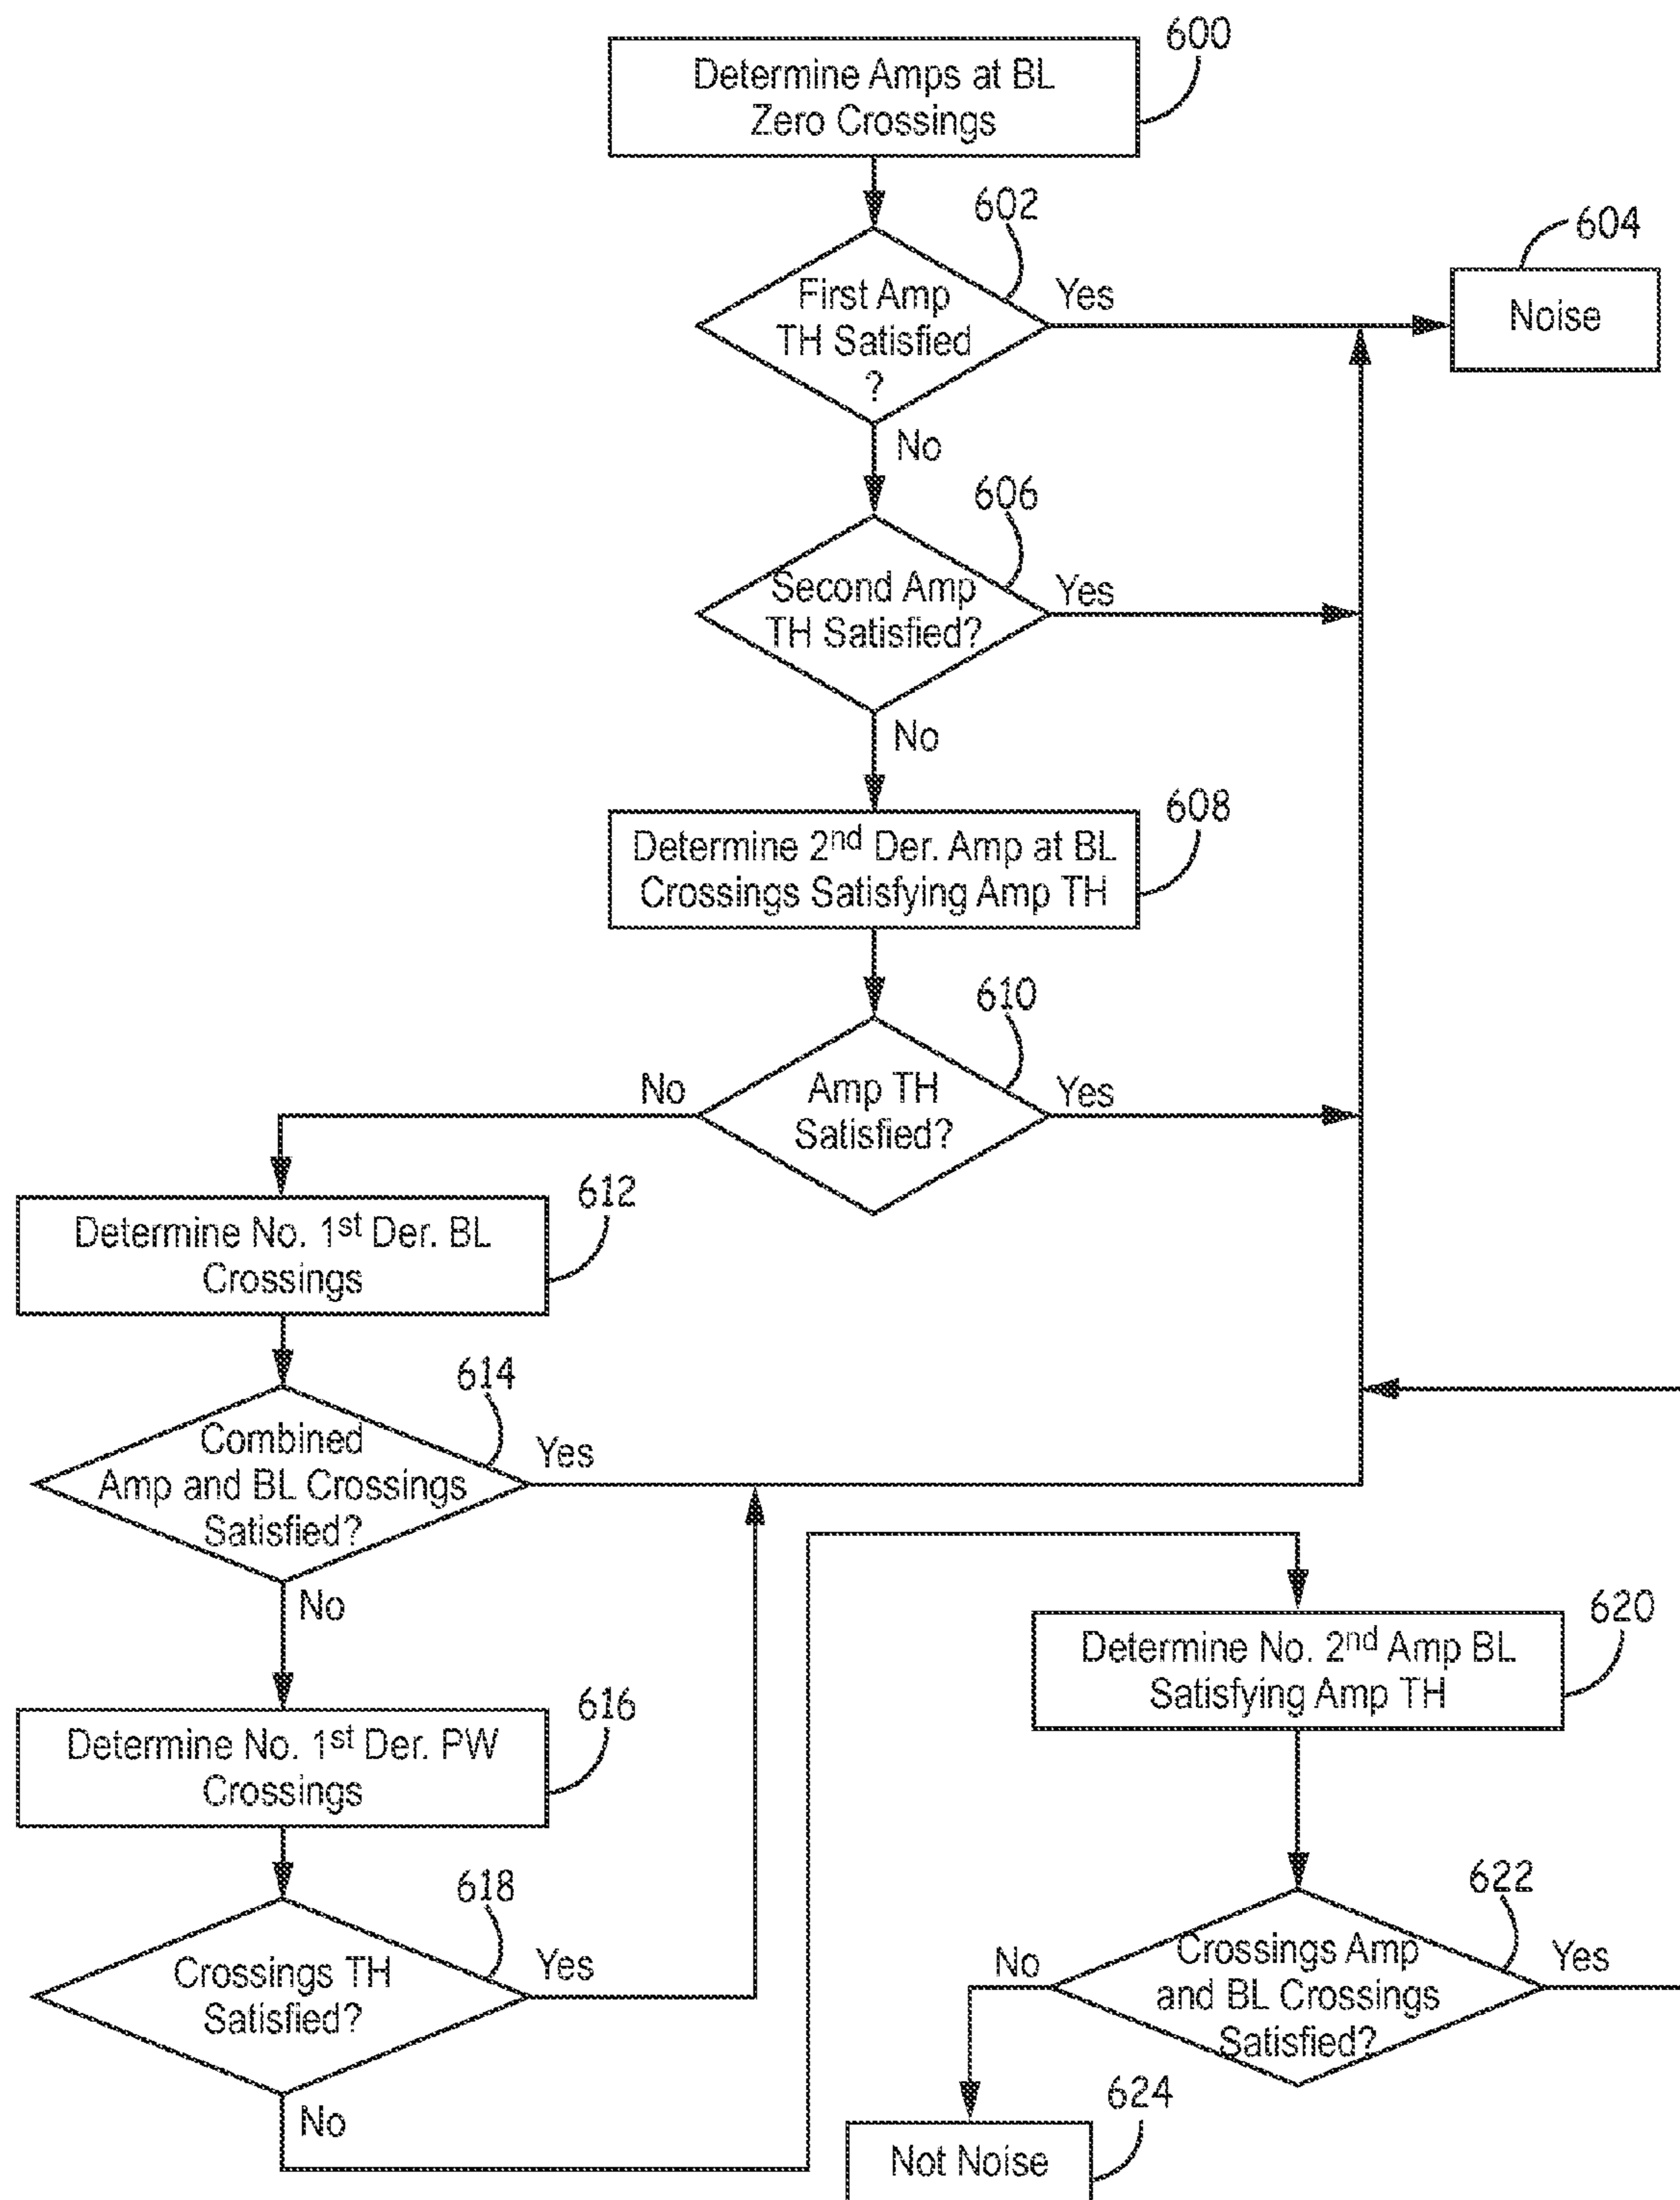 600
Determine Amps at BL
Zero Crossings
602
First Amp
TH Satisfied
?
Yes
604
Noise
No
606
Second Amp
TH Satisfied?
Yes
No
608
Determine 2nd Der. Amp at BL
Crossings Satisfying Amp TH
610
Amp TH
Satisfied?
No
Yes
612
Determine No. 1st Der. BL
Crossings
614
Combined
Amp and BL Crossings
Satisfied?
Yes
No
616
Determine No. 1st Der. PW
Crossings
618
Crossings TH
Satisfied?
Yes
No
620
Determine No. 2nd Amp BL
Satisfying Amp TH
622
Crossings Amp
and BL Crossings
Satisfied?
No
Yes
624
Not Noise